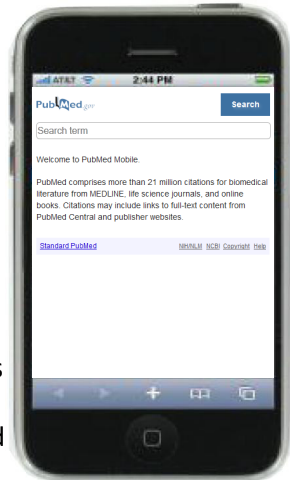 AT&T 2:44 PM
PubMed.gov Search
Search term
Welcome to PubMed Mobile.
PubMed comprises more than 21 million citations for biomedical
literature from MEDLINE, life science journals, and online
books. Citations may include links to full-text content from
PubMed Central and publisher websites.
Standard PubMed NIH/NLM NCBI Copyright Help
s
d